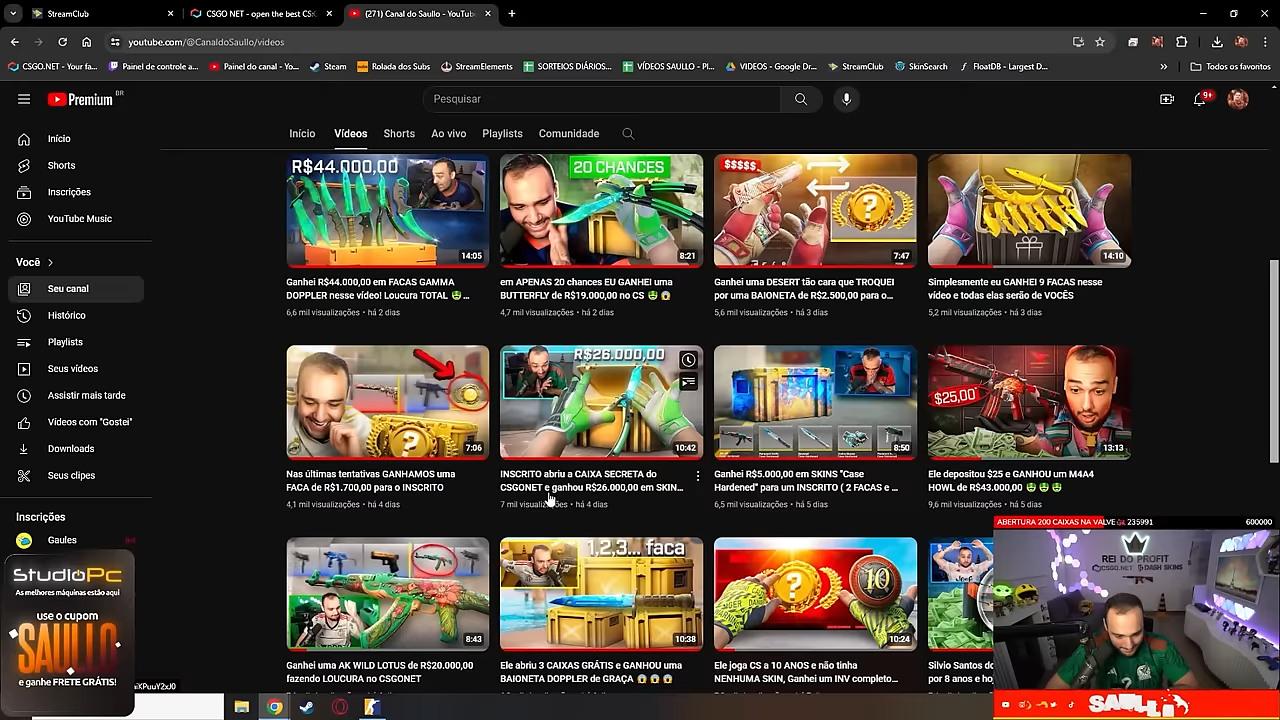 StreamClub
CSGO NET - open the best CS:
(271) Canal do Saullo - YouTube
youtube.com/@CanaldoSaullo/videos
CSGO.NET - Your fa...
Painel de controle a...
Painel do canal - Yo...
Steam
Rolada dos Subs
StreamElements
SORTEIOS DIÁRIOS...
VÍDEOS SAULLO - Pl...
VIDEOS - Google Dr...
StreamClub
SkinSearch
FloatDB - Largest D...
Todos os favoritos
Premium BR
Pesquisar
9+
Início
Vídeos
Shorts
Ao vivo
Playlists
Comunidade
Início
Shorts
Inscrições
YouTube Music
Você
Seu canal
Histórico
Playlists
Seus vídeos
Assistir mais tarde
Vídeos com "Gostei"
Downloads
Seus clipes
Inscrições
Gaules
R$44.000,00
14:05
Ganhei R$44.000,00 em FACAS GAMMA
DOPPLER nesse vídeo! Loucura TOTAL 🤑...
6,6 mil visualizações • há 2 dias
20 CHANCES
8:21
em APENAS 20 chances EU GANHEI uma
BUTTERFLY de R$19.000,00 no CS 🤑 😱
4,7 mil visualizações • há 2 dias
$$$$$
?
7:47
Ganhei uma DESERT tão cara que TROQUEI
por uma BAIONETA de R$2.500,00 para o...
5,6 mil visualizações • há 3 dias
14:10
Simplesmente eu GANHEI 9 FACAS nesse
vídeo e todas elas serão de VOCÊS
5,2 mil visualizações • há 3 dias
?
7:06
Nas últimas tentativas GANHAMOS uma
FACA de R$1.700,00 para o INSCRITO
4,1 mil visualizações • há 4 dias
R$26.000,00
10:42
INSCRITO abriu a CAIXA SECRETA do
CSGONET e ganhou R$26.000,00 em SKIN...
7 mil visualizações • há 4 dias
8:50
Ganhei R$5.000,00 em SKINS "Case
Hardened" para um INSCRITO ( 2 FACAS e ...
6,5 mil visualizações • há 5 dias
$25,00
13:13
Ele depositou $25 e GANHOU um M4A4
HOWL de R$43.000,00 🤑 🤑 🤑
9,6 mil visualizações • há 5 dias
8:43
Ganhei uma AK WILD LOTUS de R$20.000,00
fazendo LOUCURA no CSGONET
1,2,3... faca
10:38
Ele abriu 3 CAIXAS GRÁTIS e GANHOU uma
BAIONETA DOPPLER de GRAÇA 😱 😱 😱
?
10
10:24
Ele joga CS a 10 ANOS e não tinha
NENHUMA SKIN, Ganhei um INV completo...
Silvio Santos do
por 8 anos e ho
StudioPc
As melhores máquinas estão aqui
use o cupom
SAULLO
e ganhe FRETE GRÁTIS!
ABERTURA 200 CAIXAS NA VALVE 235991
600000
REI DO PROFIT
CSGO.NET
DASH SKINS